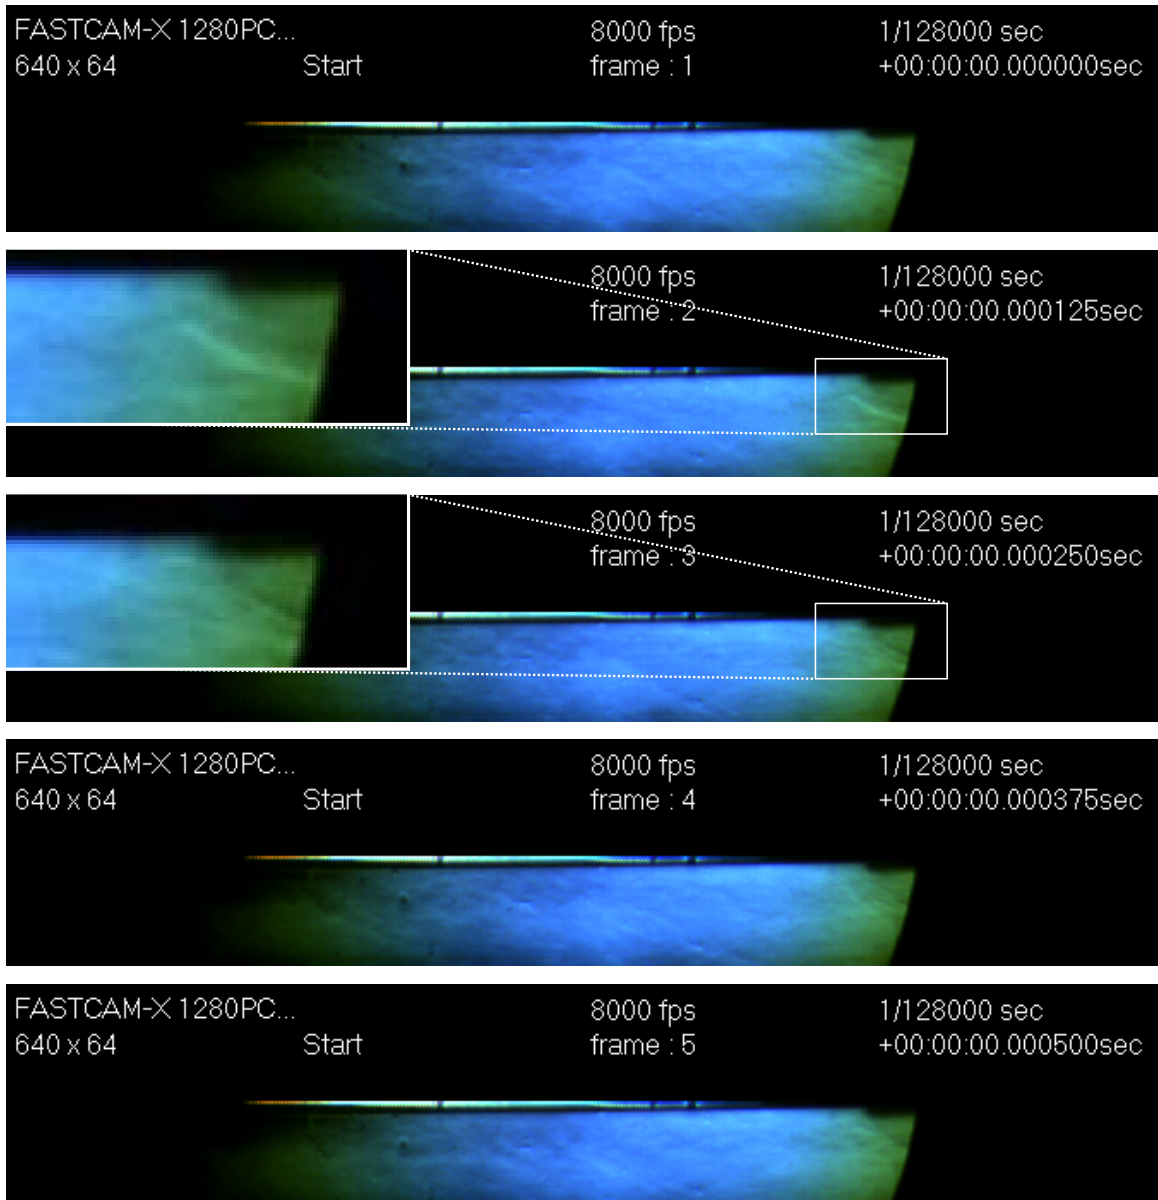 FASTCAM-X 1280PC... 8000 fps 1/128000 sec
640 x 64 Start frame : 1 +00:00:00.000000sec
8000 fps 1/128000 sec
frame : 2 +00:00:00.000125sec
8000 fps 1/128000 sec
frame : 3 +00:00:00.000250sec
FASTCAM-X 1280PC... 8000 fps 1/128000 sec
640 x 64 Start frame : 4 +00:00:00.000375sec
FASTCAM-X 1280PC... 8000 fps 1/128000 sec
640 x 64 Start frame : 5 +00:00:00.000500sec